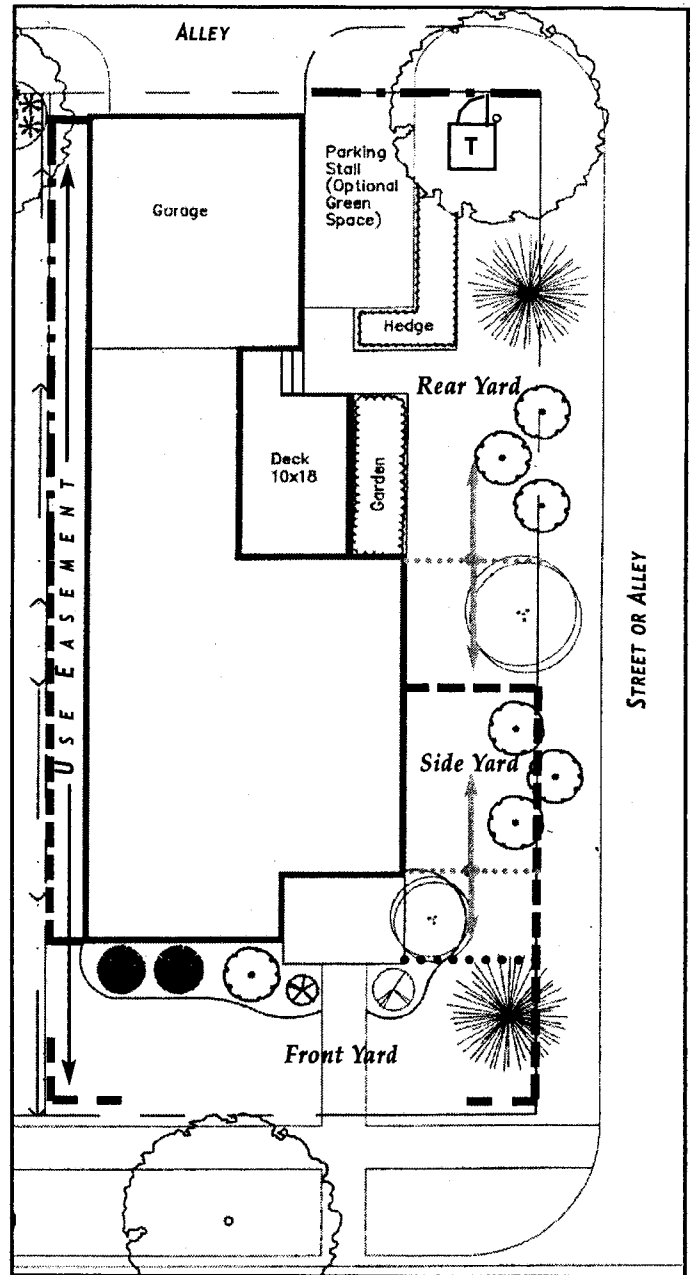 ALLEY
T
Parking
Stall
(Optional
Green
Space)
Garage
Hedge
Rear Yard
Deck
10x18
Garden
USE EASEMENT
STREET OR ALLEY
Side Yard
Front Yard